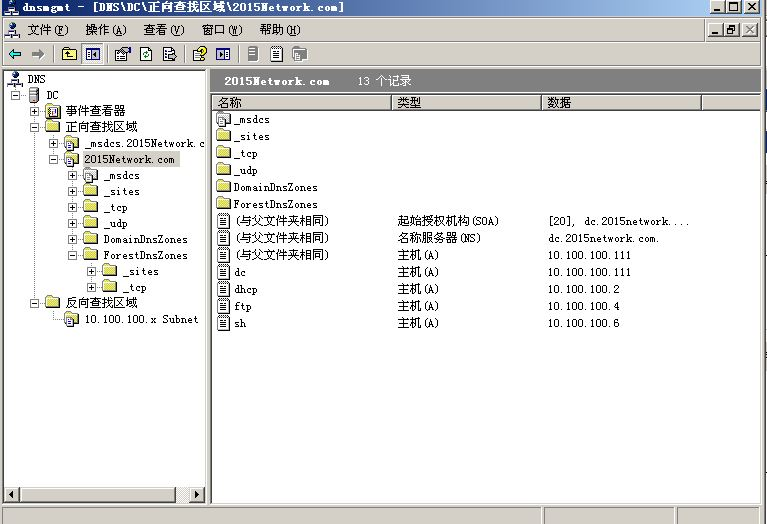 dnsmgmt - [DNS\DC\正向查找区域\2015Network.com]
文件(F) 操作(A) 查看(V) 窗口(W) 帮助(H)
DNS
DC
事件查看器
正向查找区域
_msdcs.2015Network.c
2015Network.com
_msdcs
_sites
_tcp
_udp
DomainDnsZones
ForestDnsZones
_sites
_tcp
反向查找区域
10.100.100.x Subnet
2015Network.com 13 个记录
名称 类型 数据
_msdcs
_sites
_tcp
_udp
DomainDnsZones
ForestDnsZones
(与父文件夹相同) 起始授权机构(SOA) [20], dc.2015network....
(与父文件夹相同) 名称服务器(NS) dc.2015network.com.
(与父文件夹相同) 主机(A) 10.100.100.111
dc 主机(A) 10.100.100.111
dhcp 主机(A) 10.100.100.2
ftp 主机(A) 10.100.100.4
sh 主机(A) 10.100.100.6